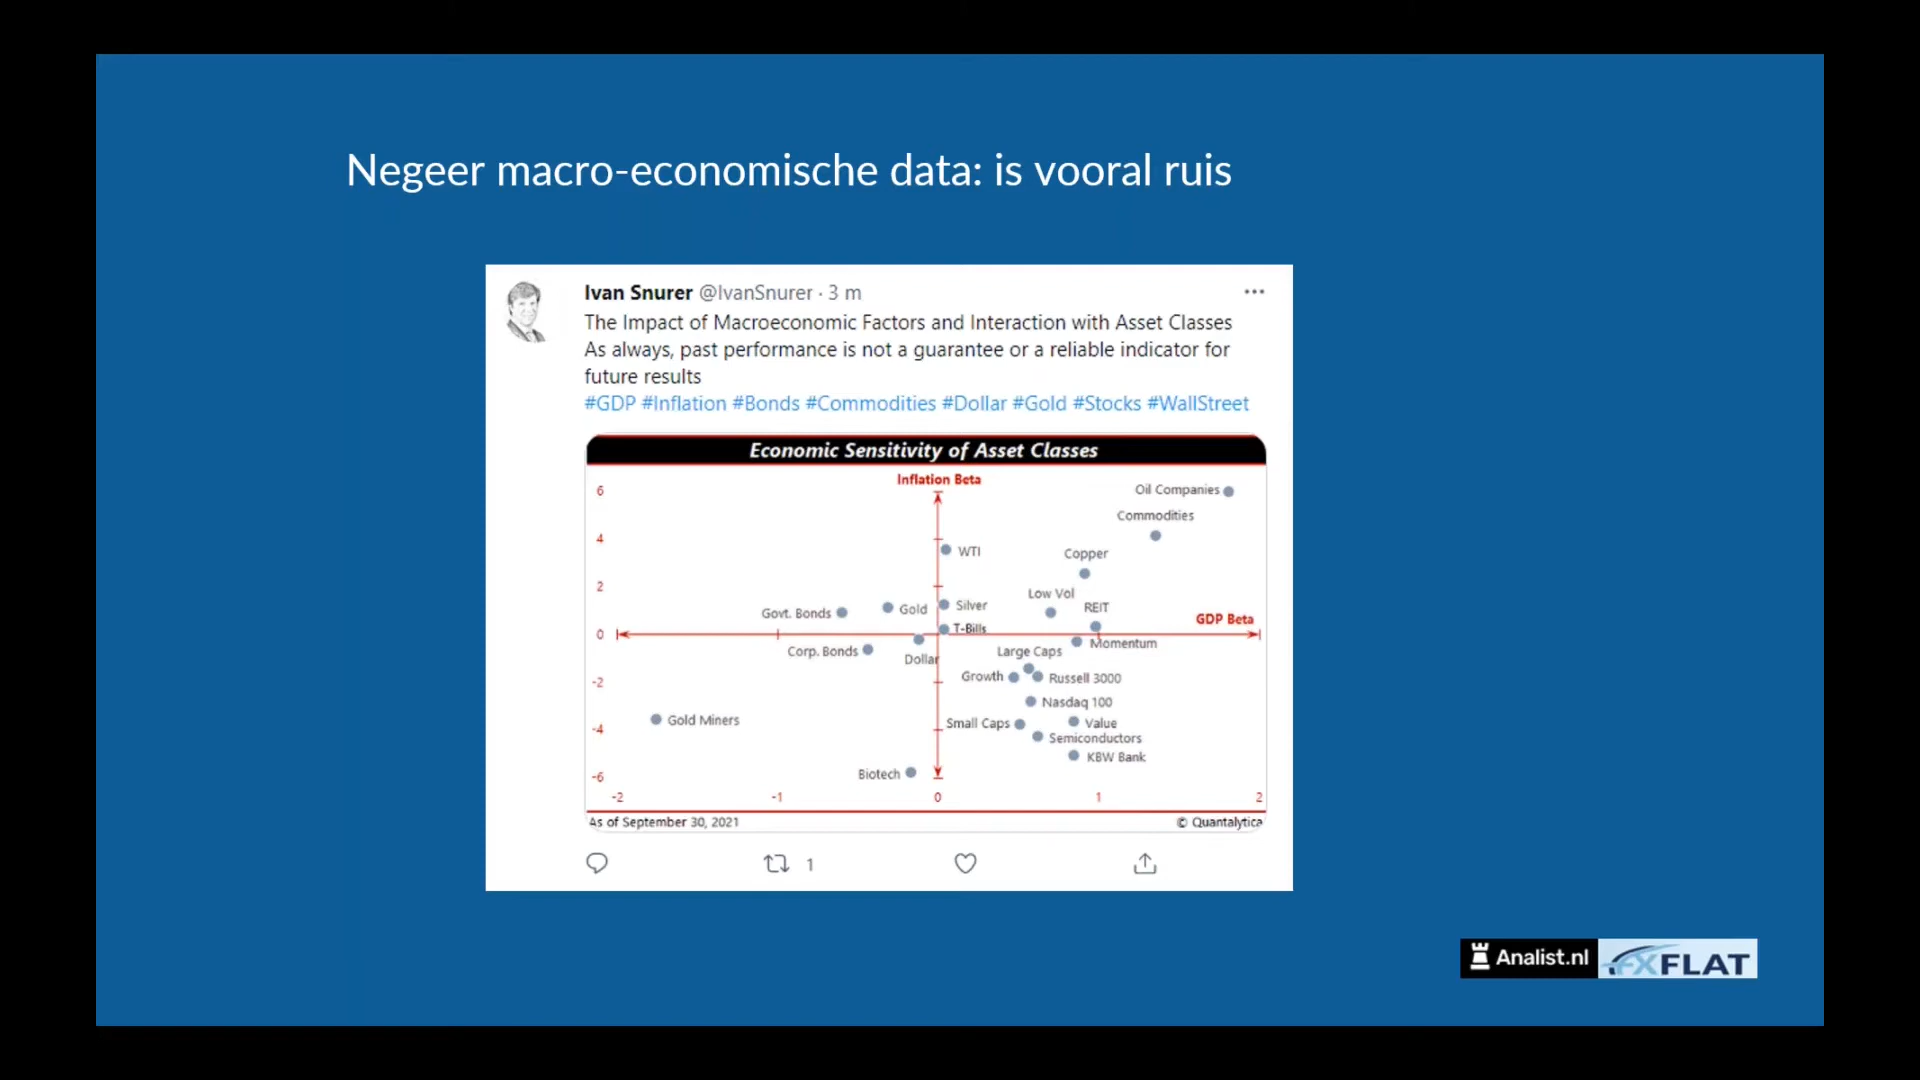 Negeer macro-economische data: is vooral ruis
Ivan Snurer @IvanSnurer · 3 m
The Impact of Macroeconomic Factors and Interaction with Asset Classes
As always, past performance is not a guarantee or a reliable indicator for
future results
#GDP #Inflation #Bonds #Commodities #Dollar #Gold #Stocks #WallStreet
Economic Sensitivity of Asset Classes
Inflation Beta
6
Oil Companies
Commodities
4
WTI
Copper
2
Low Vol
Govt. Bonds
Gold
Silver
REIT
GDP Beta
T-Bills
0
Momentum
Corp. Bonds
Dollar
Large Caps
-2
Growth
Russell 3000
Nasdaq 100
Gold Miners
Small Caps
Value
-4
Semiconductors
KBW Bank
Biotech
-6
-2 -1 0 1 2
As of September 30, 2021
© Quantalytica
1
Analist.nl
FXFLAT